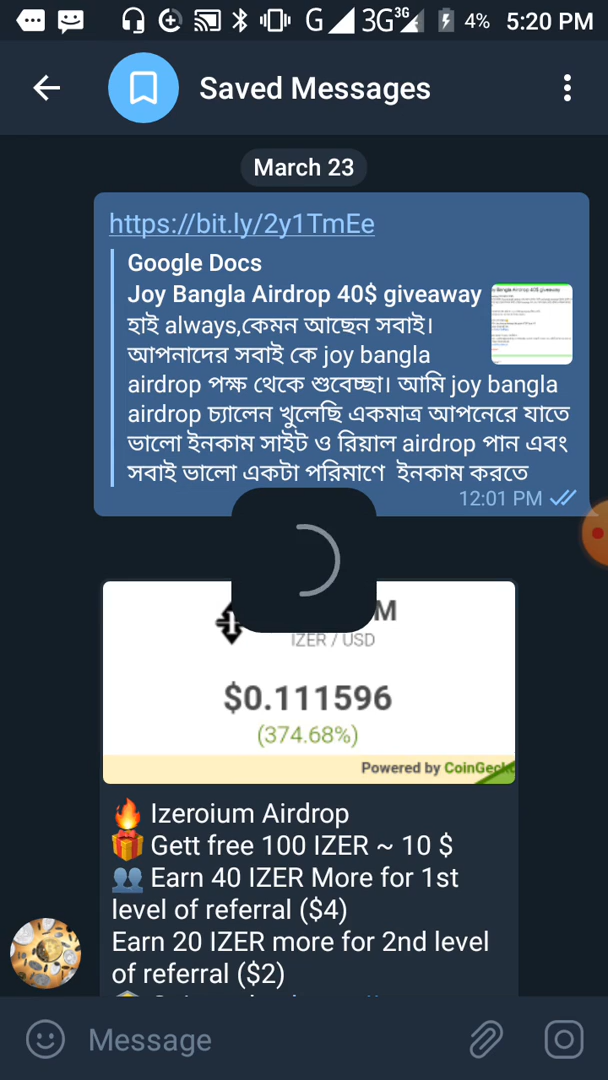 G 3G 3G 4% 5:20 PM
Saved Messages
March 23
https://bit.ly/2y1TmEe
Google Docs
Joy Bangla Airdrop 40$ giveaway
হাই always,কেমন আছেন সবাই।
আপনাদের সবাই কে joy bangla
airdrop পক্ষ থেকে শুবেচ্ছা। আমি joy bangla
airdrop চ্যালেন খুলেছি একমাত্র আপনেরে যাতে
ভালো ইনকাম সাইট ও রিয়াল airdrop পান এবং
সবাই ভালো একটা পরিমাণে ইনকাম করতে
12:01 PM
IZER / USD
$0.111596
(374.68%)
Powered by CoinGecko
🔥 Izeroium Airdrop
🎁 Gett free 100 IZER ~ 10 $
👥 Earn 40 IZER More for 1st
level of referral ($4)
Earn 20 IZER more for 2nd level
of referral ($2)
Message